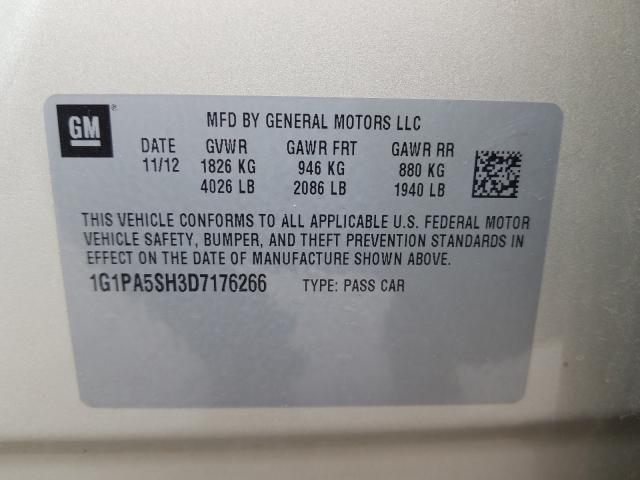 GM®
MFD BY GENERAL MOTORS LLC
DATE GVWR GAWR FRT GAWR RR
11/12 1826 KG 946 KG 880 KG
4026 LB 2086 LB 1940 LB
THIS VEHICLE CONFORMS TO ALL APPLICABLE U.S. FEDERAL MOTOR
VEHICLE SAFETY, BUMPER, AND THEFT PREVENTION STANDARDS IN
EFFECT ON THE DATE OF MANUFACTURE SHOWN ABOVE.
1G1PA5SH3D7176266 TYPE: PASS CAR